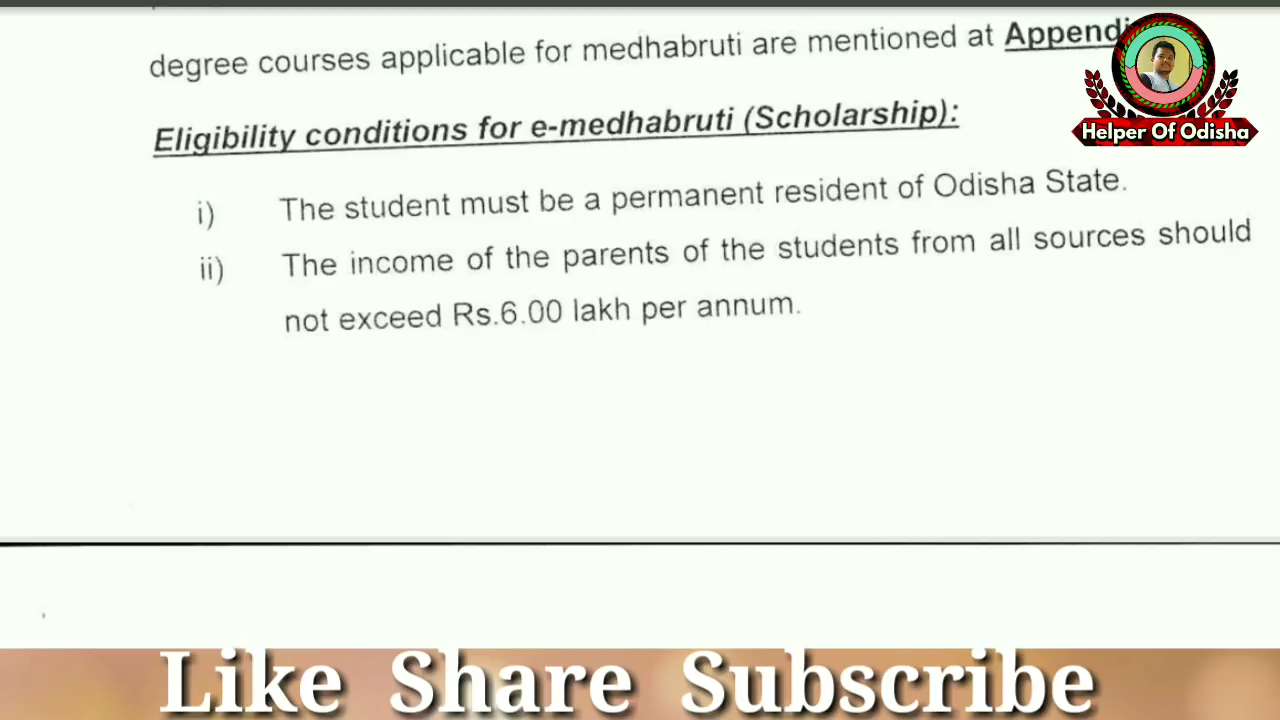 degree courses applicable for medhabruti are mentioned at
Eligibility conditions for e-medhabruti (Scholarship):
i) The student must be a permanent resident of Odisha State.
ii) The income of the parents of the students from all sources should
not exceed Rs.6.00 lakh per annum.
Helper Of Odisha
Like Share Subscribe